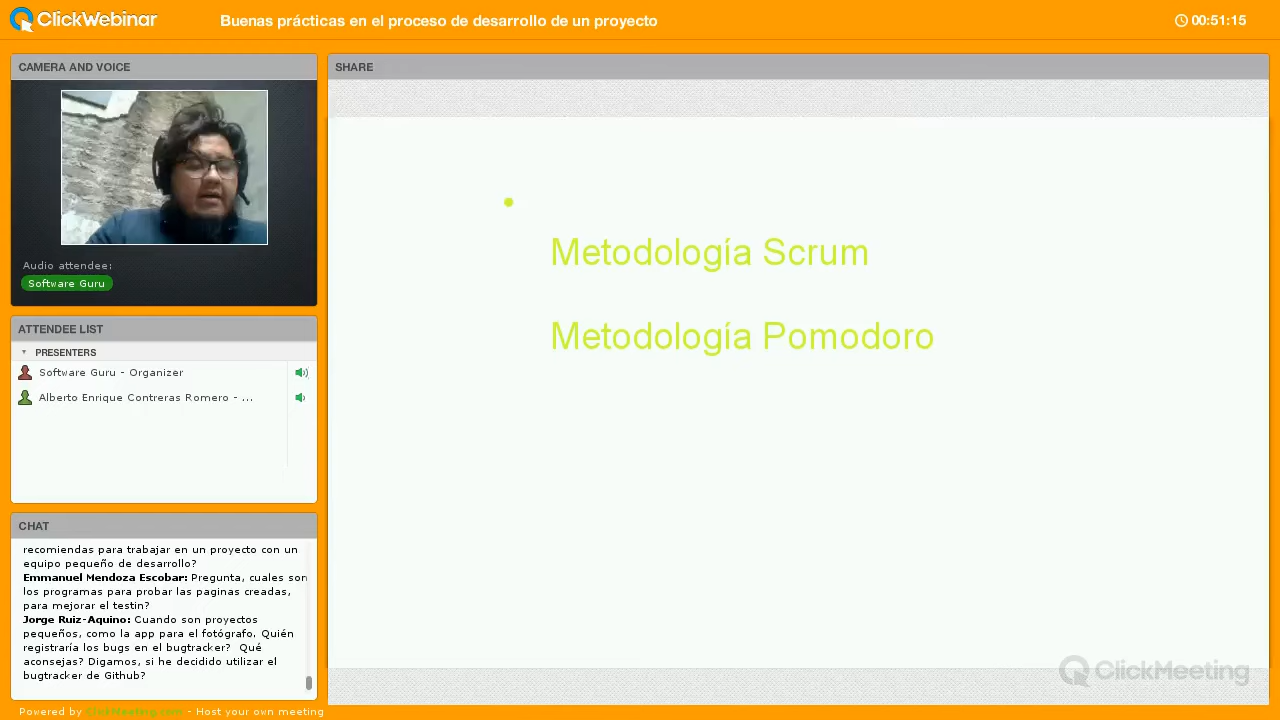 ClickWebinar
Buenas prácticas en el proceso de desarrollo de un proyecto
00:51:15
CAMERA AND VOICE
Audio attendee:
Software Guru
ATTENDEE LIST
PRESENTERS
Software Guru - Organizer
Alberto Enrique Contreras Romero - ...
CHAT
recomiendas para trabajar en un proyecto con un
equipo pequeño de desarrollo?
Emmanuel Mendoza Escobar: Pregunta, cuales son
los programas para probar las paginas creadas,
para mejorar el testin?
Jorge Ruiz-Aquino: Cuando son proyectos
pequeños, como la app para el fotógrafo. Quién
registraría los bugs en el bugtracker? Qué
aconsejas? Digamos, si he decidido utilizar el
bugtracker de Github?
SHARE
Metodología Scrum
Metodología Pomodoro
ClickMeeting
Powered by ClickMeeting.com - Host your own meeting